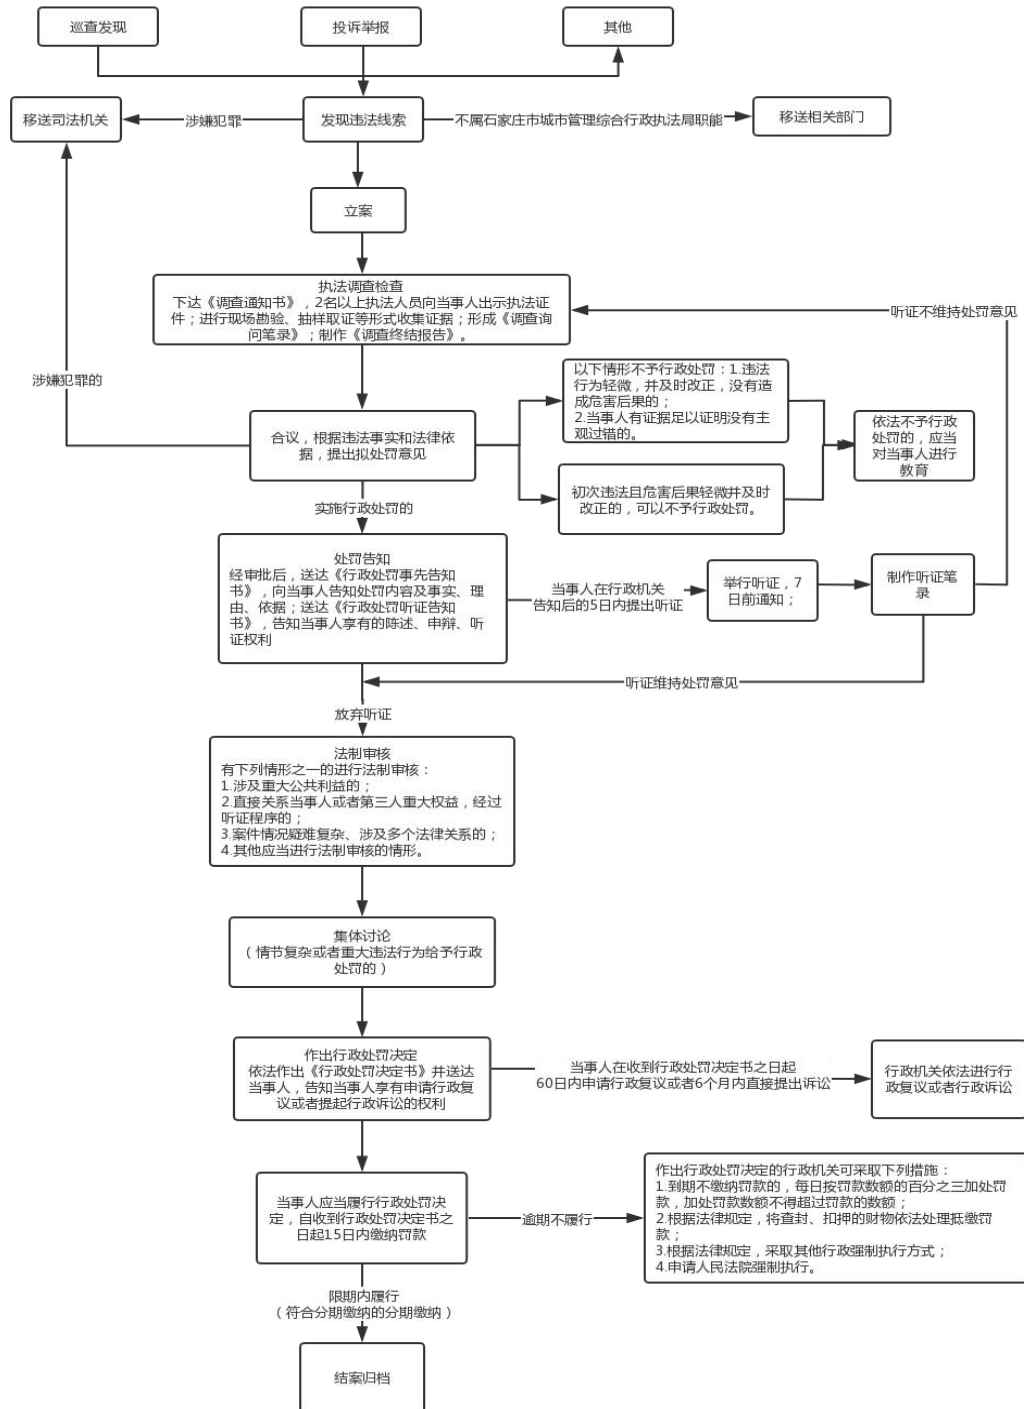 巡查发现
投诉举报
其他
移送司法机关
涉嫌犯罪
发现违法线索
不属石家庄市城市管理综合行政执法局职能
移送相关部门
立案
执法调查检查
下达《调查通知书》，2名以上执法人员向当事人出示执法证
件；进行现场勘验、抽样取证等形式收集证据；形成《调查询
问笔录》；制作《调查终结报告》。
听证不维持处罚意见
涉嫌犯罪的
合议，根据违法事实和法律依
据，提出拟处罚意见
以下情形不予行政处罚：1.违法
行为轻微，并及时改正，没有造
成危害后果的；
2.当事人有证据足以证明没有主
观过错的。
依法不予行政
处罚的，应当
对当事人进行
教育
初次违法且危害后果轻微并及时
改正的，可以不予行政处罚。
实施行政处罚的
处罚告知
经审批后，送达《行政处罚事先告知
书》，向当事人告知处罚内容及事实、理
由、依据；送达《行政处罚听证告知
书》，告知当事人享有的陈述、申辩、听
证权利
当事人在行政机关
告知后的5日内提出听证
举行听证，7
日前通知；
制作听证笔
录
听证维持处罚意见
放弃听证
法制审核
有下列情形之一的进行法制审核：
1.涉及重大公共利益的；
2.直接关系当事人或者第三人重大权益，经过
听证程序的；
3.案件情况疑难复杂、涉及多个法律关系的；
4.其他应当进行法制审核的情形。
集体讨论
（情节复杂或者重大违法行为给予行政
处罚的）
作出行政处罚决定
依法作出《行政处罚决定书》并送达
当事人，告知当事人享有申请行政复
议或者提起行政诉讼的权利
当事人在收到行政处罚决定书之日起
60日内申请行政复议或者6个月内直接提出诉讼
行政机关依法进行行
政复议或者行政诉讼
当事人应当履行行政处罚决
定，自收到行政处罚决定书之
日起15日内缴纳罚款
逾期不履行
作出行政处罚决定的行政机关可采取下列措施：
1.到期不缴纳罚款的，每日按罚款数额的百分之三加处罚
款，加处罚款数额不得超过罚款的数额；
2.根据法律规定，将查封、扣押的财物依法处理抵缴罚
款；
3.根据法律规定，采取其他行政强制执行方式；
4.申请人民法院强制执行。
限期内履行
（符合分期缴纳的分期缴纳）
结案归档